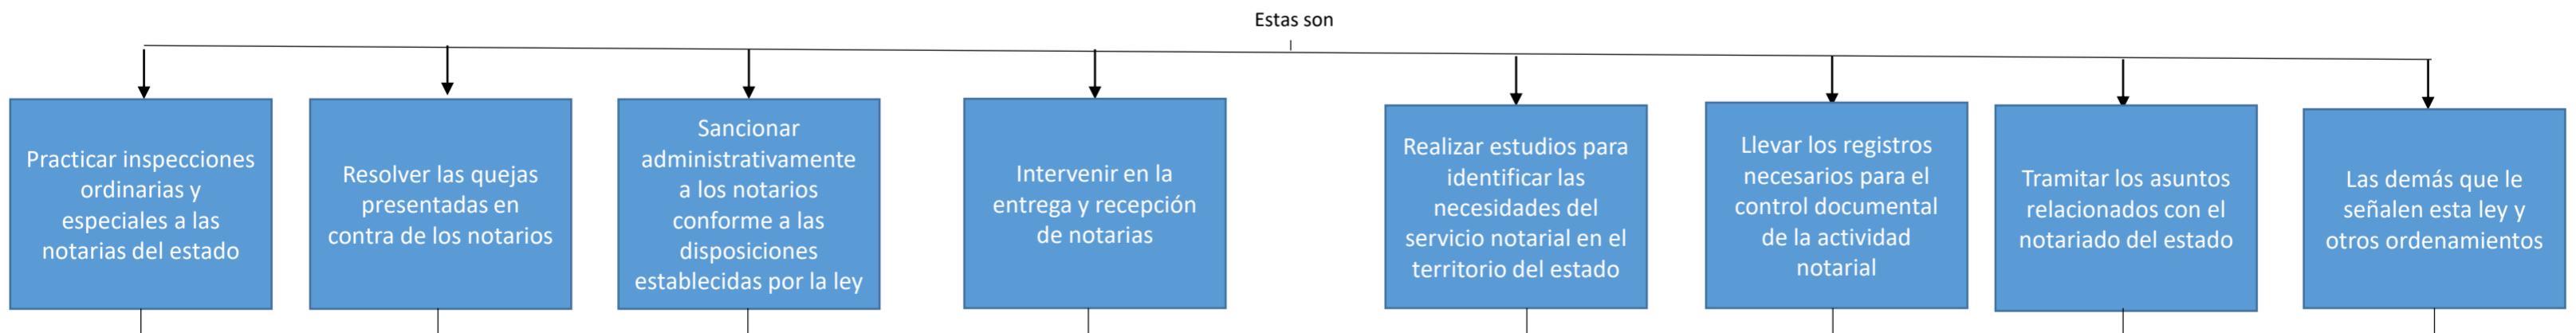 Estas son
Practicar inspecciones
ordinarias y
especiales a las
notarias del estado
Resolver las quejas
presentadas en
contra de los notarios
Sancionar
administrativamente
a los notarios
conforme a las
disposiciones
establecidas por la ley
Intervenir en la
entrega y recepción
de notarias
Realizar estudios para
identificar las
necesidades del
servicio notarial en el
territorio del estado
Llevar los registros
necesarios para el
control documental
de la actividad
notarial
Tramitar los asuntos
relacionados con el
notariado del estado
Las demás que le
señalen esta ley y
otros ordenamientos